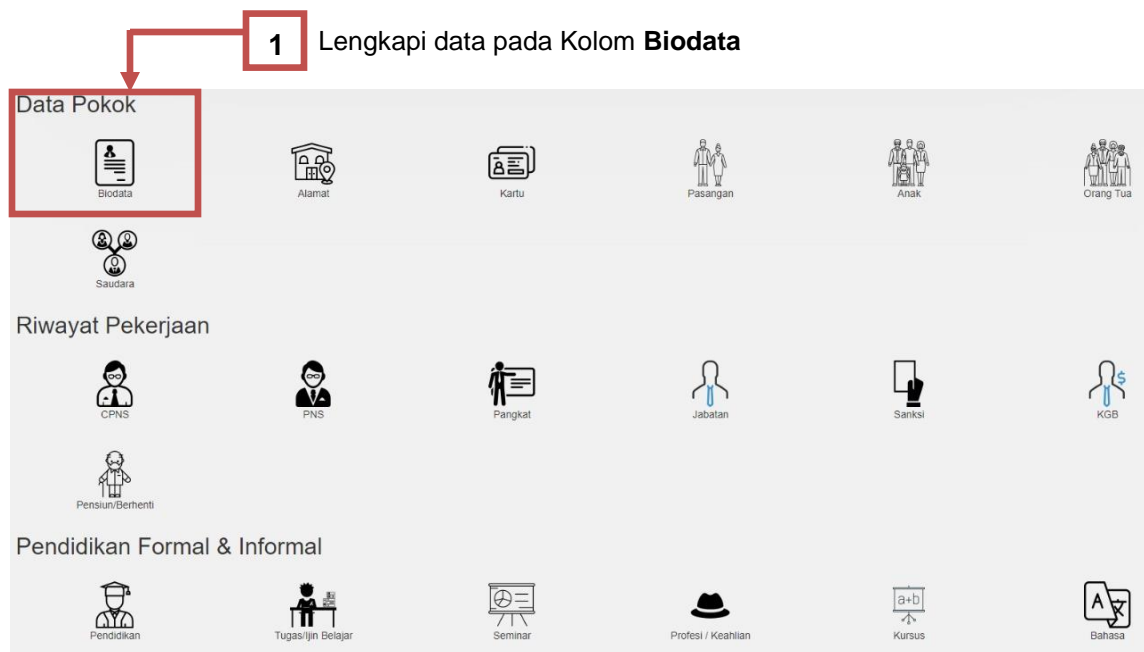 1 Lengkapi data pada Kolom Biodata
Data Pokok
Biodata Alamat Kartu Pasangan Anak Orang Tua
Saudara
Riwayat Pekerjaan
CPNS PNS Pangkat Jabatan Sanksi KGB
$
Pensiun/Berhenti
Pendidikan Formal & Informal
a+b
A 文
Pendidikan Tugas/Ijin Belajar Seminar Profesi / Keahlian Kursus Bahasa